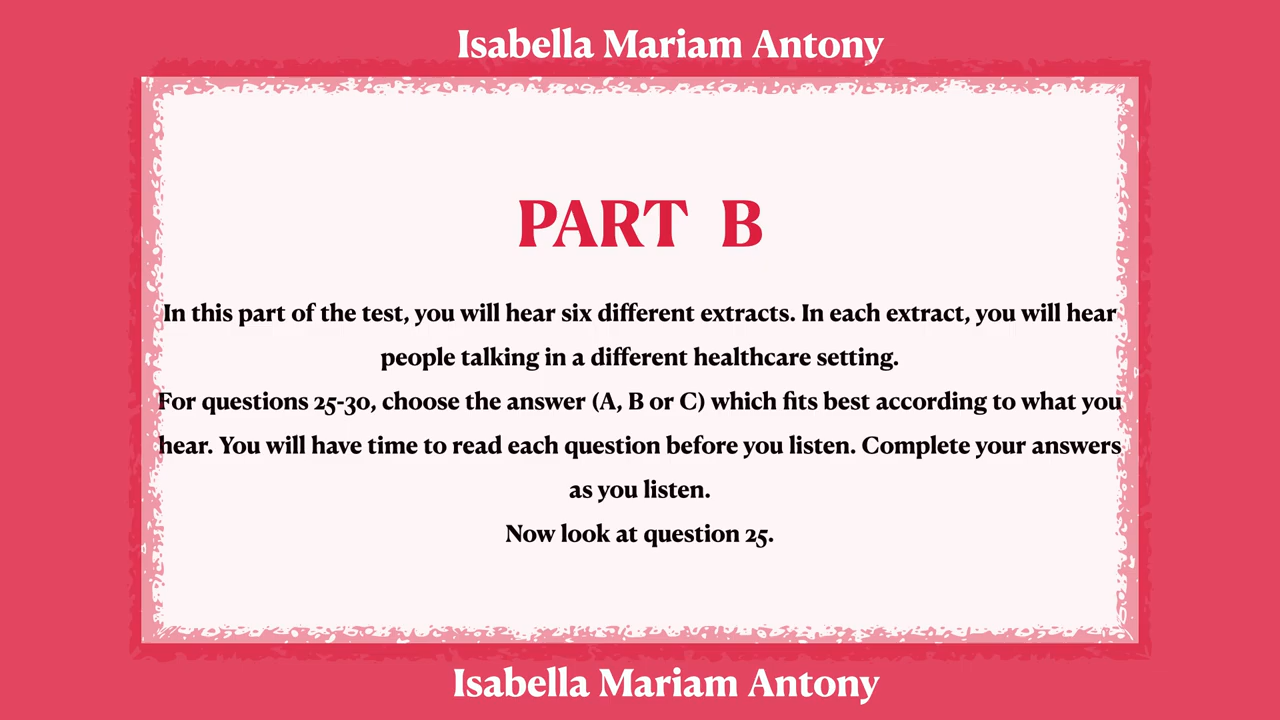 Isabella Mariam Antony
PART B
In this part of the test, you will hear six different extracts. In each extract, you will hear
people talking in a different healthcare setting.
For questions 25-30, choose the answer (A, B or C) which fits best according to what you
hear. You will have time to read each question before you listen. Complete your answers
as you listen.
Now look at question 25.
Isabella Mariam Antony